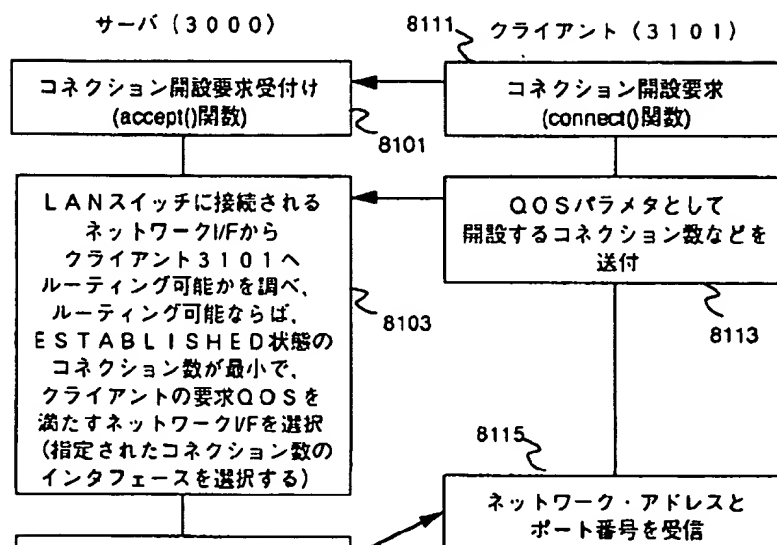 サーバ（3000）
コネクション開設要求受付け
(accept()関数)
8101
LANスイッチに接続される
ネットワークI/Fから
クライアント3101へ
ルーティング可能かを調べ、
ルーティング可能ならば、
ESTABLISHED状態の
コネクション数が最小で、
クライアントの要求QOSを
満たすネットワークI/Fを選択
（指定されたコネクション数の
インタフェースを選択する）
8103
クライアント（3101）
8111
コネクション開設要求
(connect()関数)
QOSパラメタとして
開設するコネクション数などを
送付
8113
8115
ネットワーク・アドレスと
ポート番号を受信